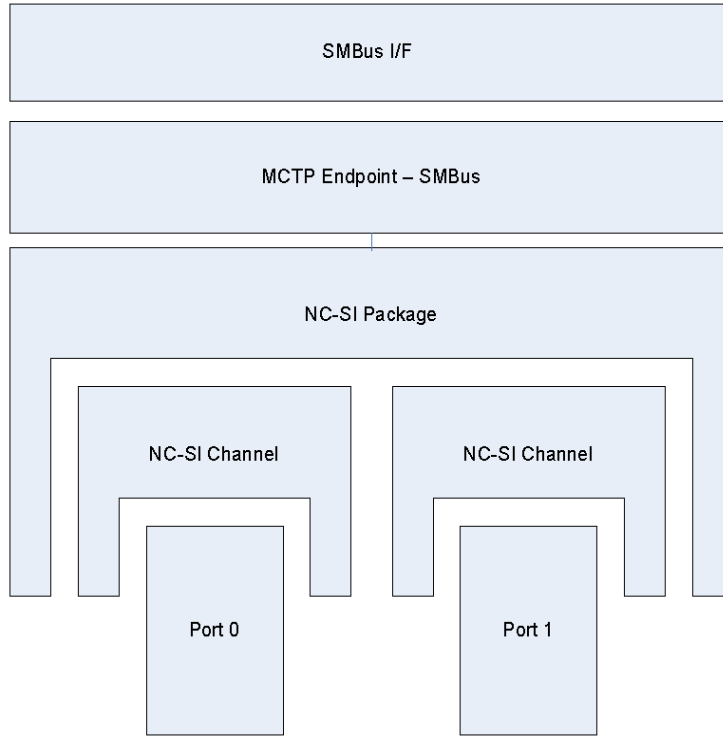 SMBus I/F
MCTP Endpoint – SMBus
NC-SI Package
NC-SI Channel
NC-SI Channel
Port 0
Port 1